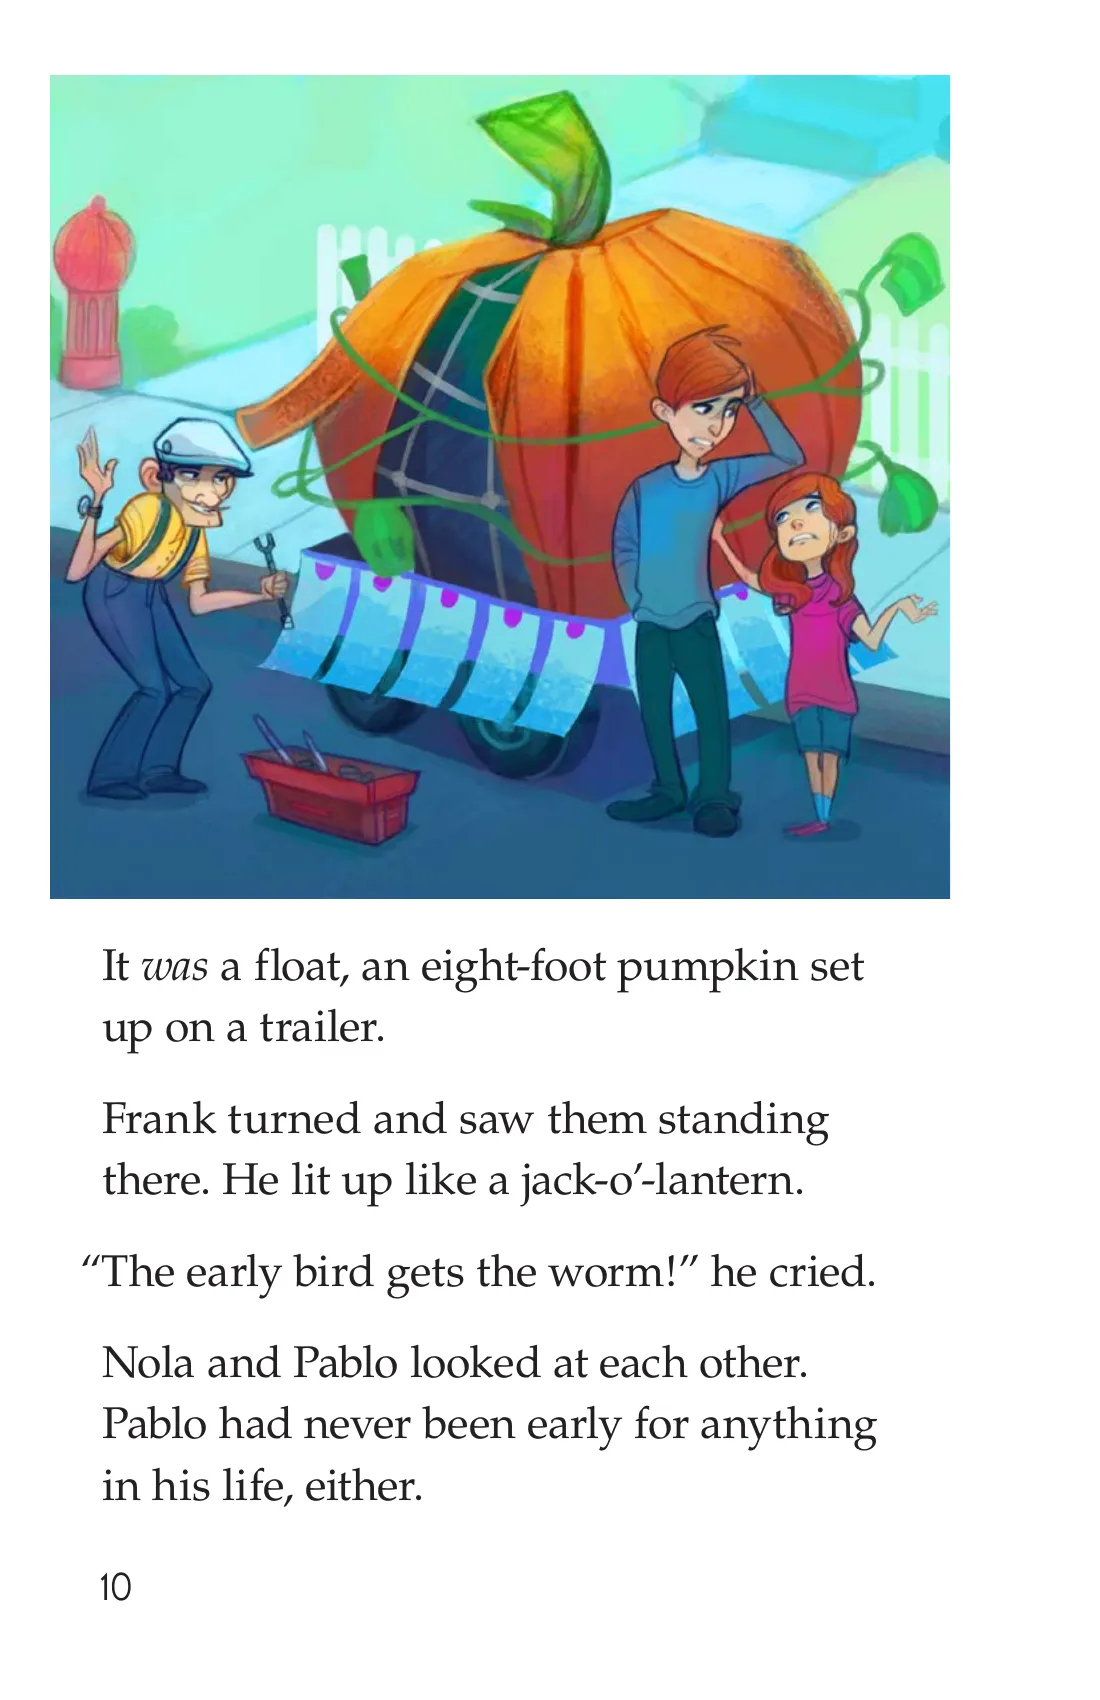 It was a float, an eight-foot pumpkin set
up on a trailer.
Frank turned and saw them standing
there. He lit up like a jack-o’-lantern.
“The early bird gets the worm!” he cried.
Nola and Pablo looked at each other.
Pablo had never been early for anything
in his life, either.
10